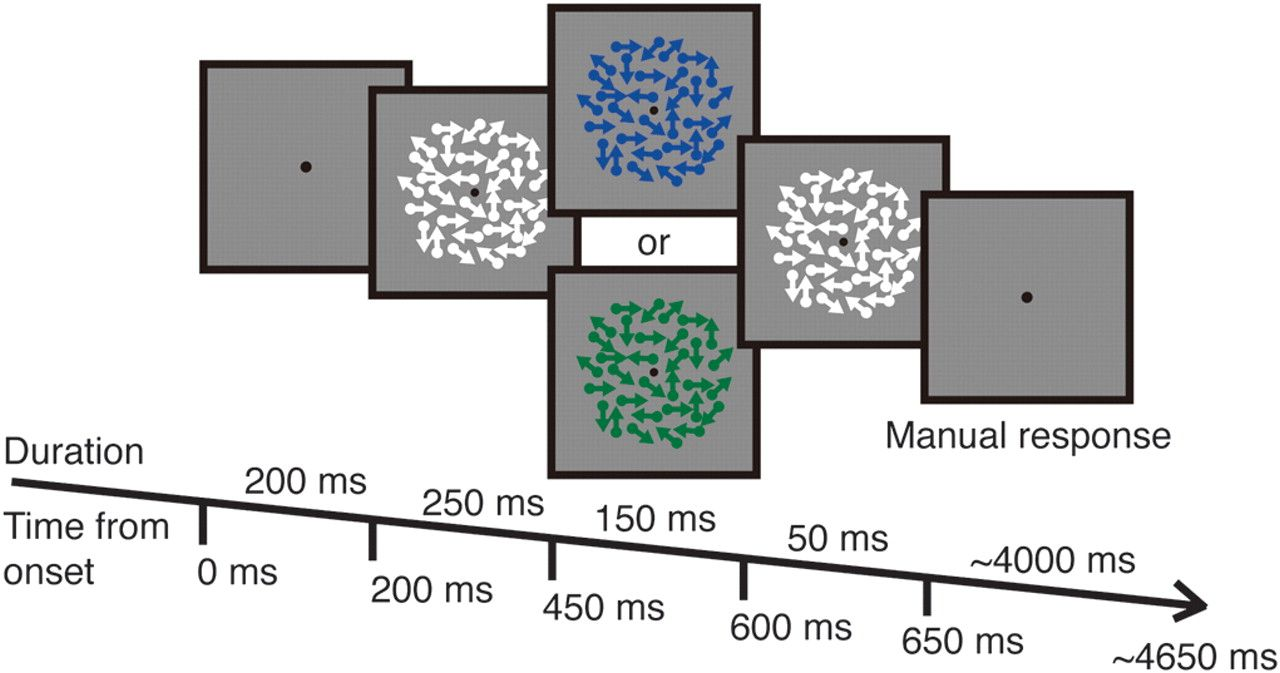 or
Manual response
Duration
200 ms
250 ms
150 ms
50 ms
~4000 ms
Time from
onset
0 ms
200 ms
450 ms
600 ms
650 ms
~4650 ms